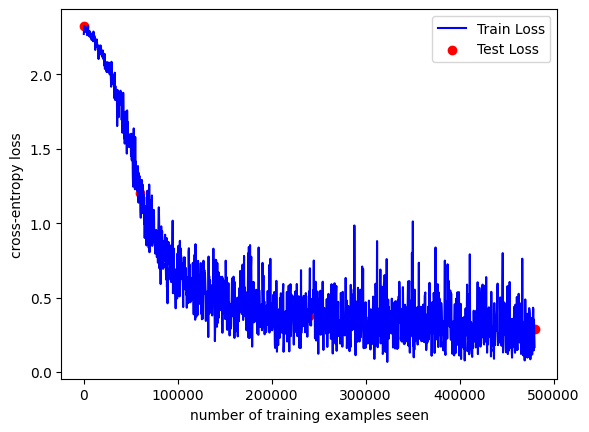 Train Loss
Test Loss
2.0
1.5
1.0
0.5
0.0
cross-entropy loss
0
100000
200000
300000
400000
500000
number of training examples seen